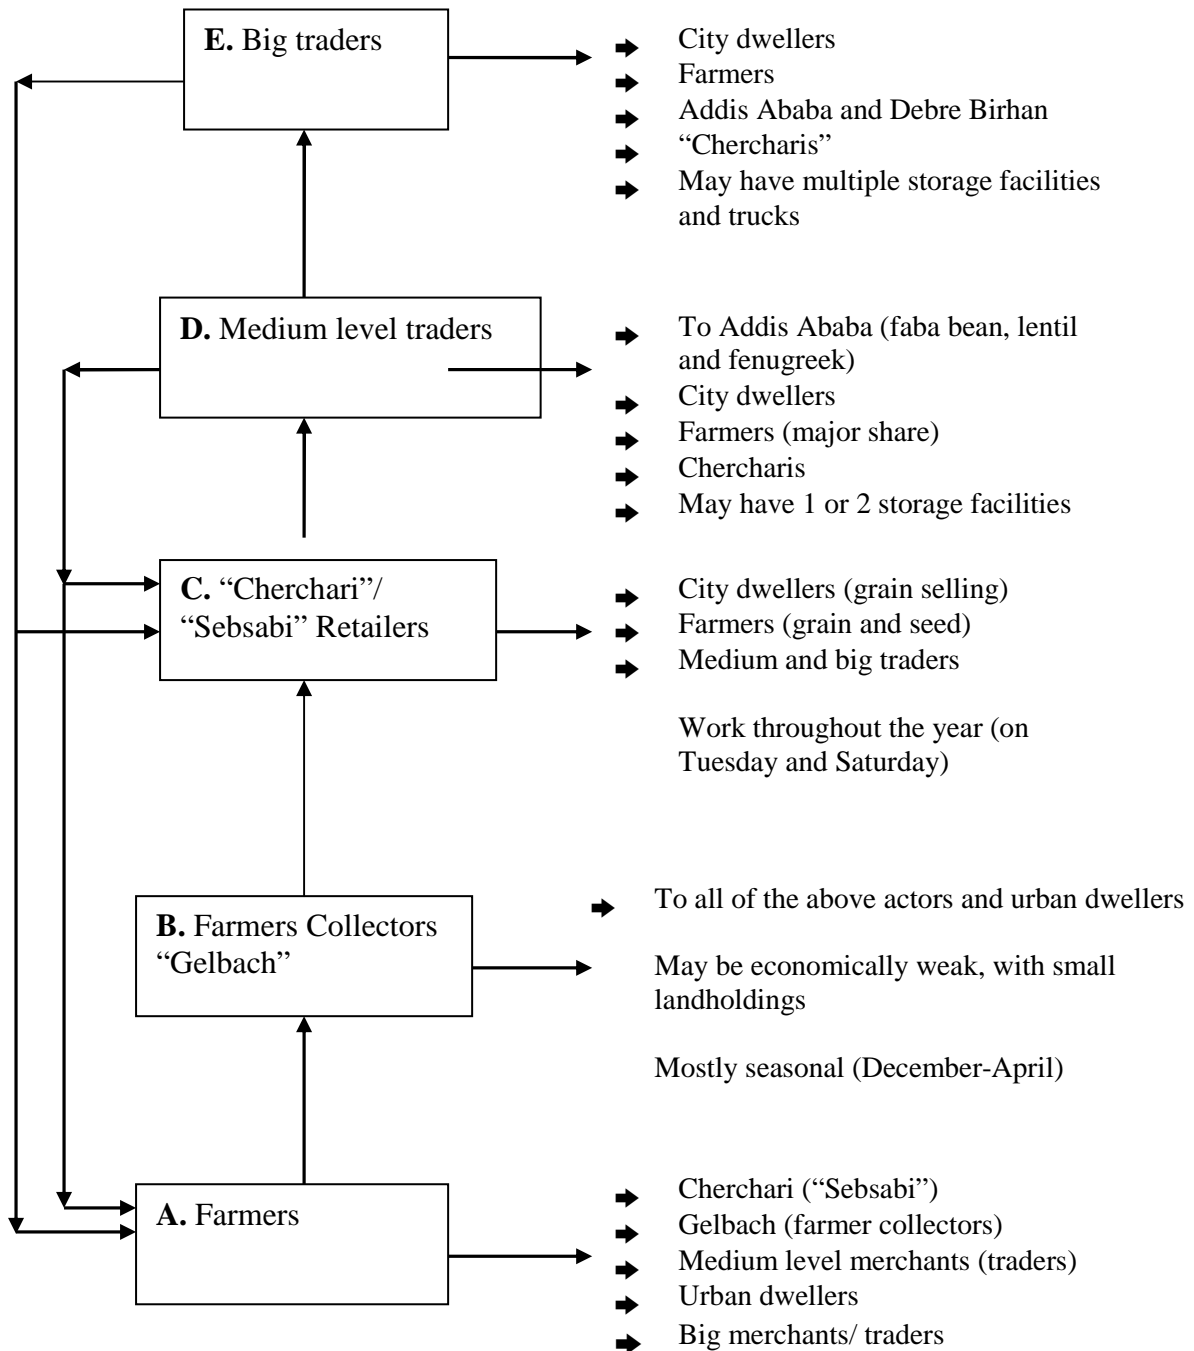 E. Big traders
City dwellers
Farmers
Addis Ababa and Debre Birhan
“Chercharis”
May have multiple storage facilities
and trucks
D. Medium level traders
To Addis Ababa (faba bean, lentil
and fenugreek)
City dwellers
Farmers (major share)
Chercharis
May have 1 or 2 storage facilities
C. “Cherchari”/
“Sebsabi” Retailers
City dwellers (grain selling)
Farmers (grain and seed)
Medium and big traders
Work throughout the year (on
Tuesday and Saturday)
B. Farmers Collectors
“Gelbach”
To all of the above actors and urban dwellers
May be economically weak, with small
landholdings
Mostly seasonal (December-April)
A. Farmers
Cherchari (“Sebsabi”)
Gelbach (farmer collectors)
Medium level merchants (traders)
Urban dwellers
Big merchants/ traders